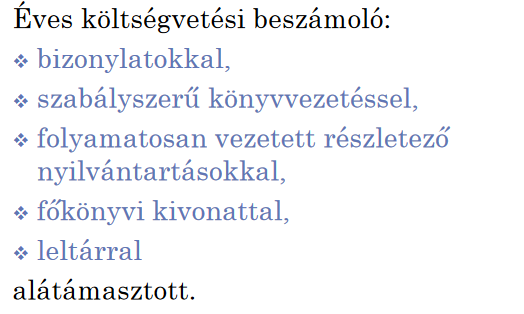 Éves költségvetési beszámoló:
❖ bizonylatokkal,
❖ szabályszerű könyvvezetéssel,
❖ folyamatosan vezetett részletező
nyilvántartásokkal,
❖ főkönyvi kivonattal,
❖ leltárral
alátámasztott.